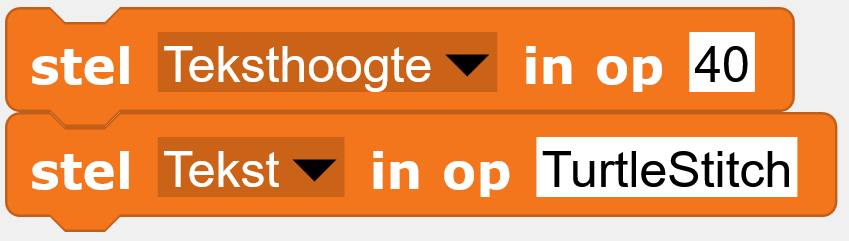 stel Teksthoogte in op 40
stel Tekst in op TurtleStitch